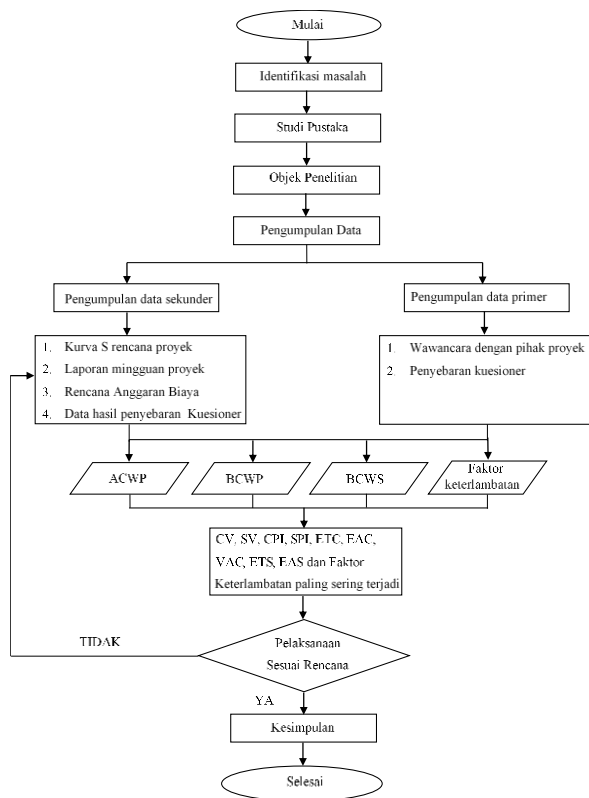 Mulai
Identifikasi masalah
Studi Pustaka
Objek Penelitian
Pengumpulan Data
Pengumpulan data sekunder
Pengumpulan data primer
1. Kurva S rencana proyek
2. Laporan mingguan proyek
3. Rencana Anggaran Biaya
4. Data hasil penyebaran Kuesioner
1. Wawancara dengan pihak proyek
2. Penyebaran kuesioner
ACWP
BCWP
BCWS
Faktor
keterlambatan
CV, SV, CPI, SPI, ETC, EAC,
VAC, ETS, EAS dan Faktor
Keterlambatan paling sering terjadi
TIDAK
Pelaksanaan
Sesuai Rencana
YA
Kesimpulan
Selesai